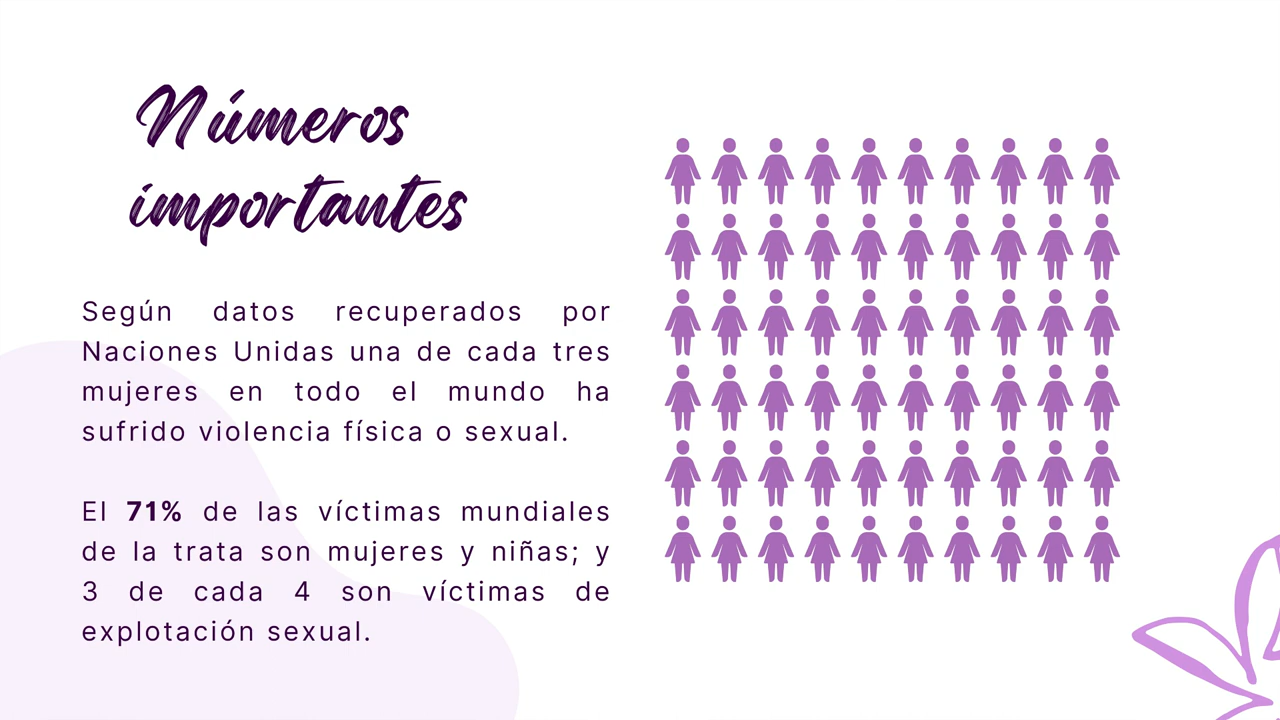 Números
importantes
Según datos recuperados por
Naciones Unidas una de cada tres
mujeres en todo el mundo ha
sufrido violencia física o sexual.
El 71% de las víctimas mundiales
de la trata son mujeres y niñas; y
3 de cada 4 son víctimas de
explotación sexual.